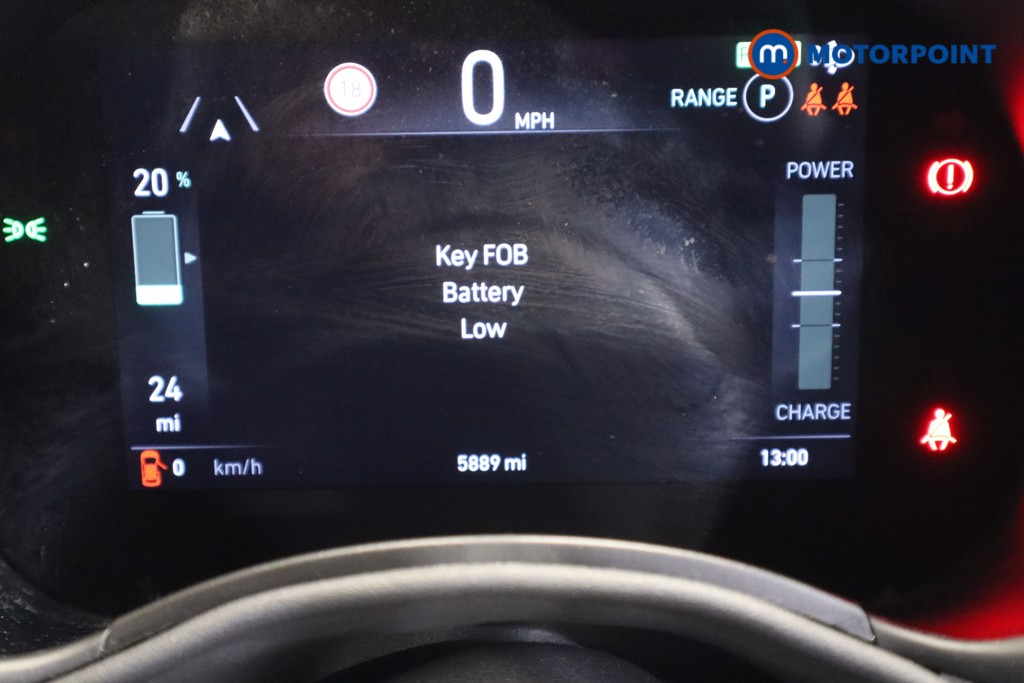 m MOTORPOINT
18
0 MPH
RANGE P
20 %
POWER
Key FOB
Battery
Low
24
mi
CHARGE
0 km/h
5889 mi
13:00